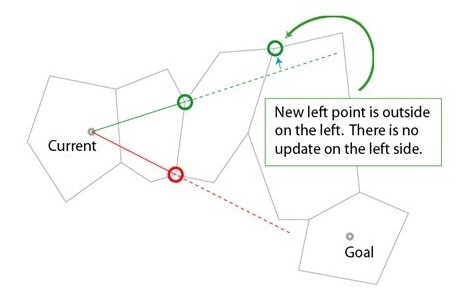 New left point is outside
on the left. There is no
update on the left side.
Current
Goal